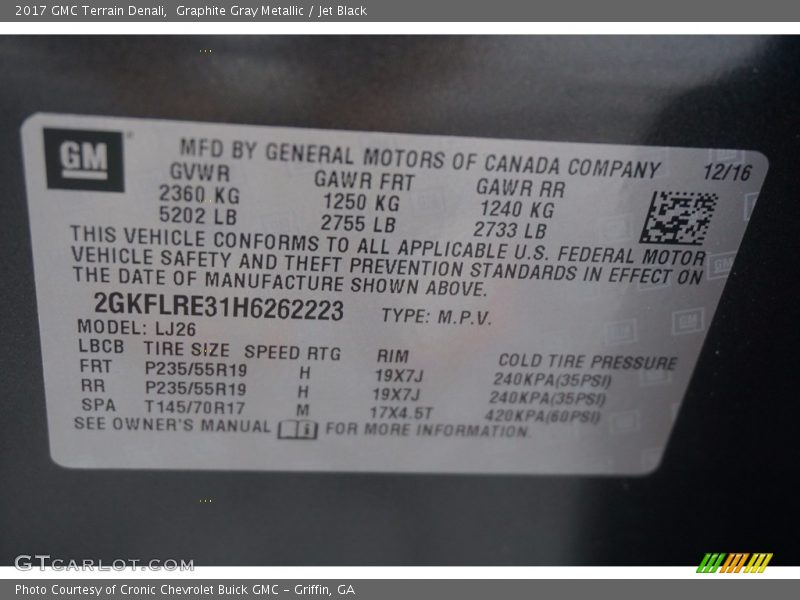 2017 GMC Terrain Denali, Graphite Gray Metallic / Jet Black
GM
MFD BY GENERAL MOTORS OF CANADA COMPANY 12/16
GVWR GAWR FRT GAWR RR
2360 KG 1250 KG 1240 KG
5202 LB 2755 LB 2733 LB
THIS VEHICLE CONFORMS TO ALL APPLICABLE U.S. FEDERAL MOTOR
VEHICLE SAFETY AND THEFT PREVENTION STANDARDS IN EFFECT ON
THE DATE OF MANUFACTURE SHOWN ABOVE.
2GKFLRE31H6262223 TYPE: M.P.V.
MODEL: LJ26
LBCB TIRE SIZE SPEED RTG RIM COLD TIRE PRESSURE
FRT P235/55R19 H 19X7J 240KPA(35PSI)
RR P235/55R19 H 19X7J 240KPA(35PSI)
SPA T145/70R17 M 17X4.5T 420KPA(60PSI)
SEE OWNER'S MANUAL FOR MORE INFORMATION.
GTCARLOT.COM
Photo Courtesy of Cronic Chevrolet Buick GMC – Griffin, GA